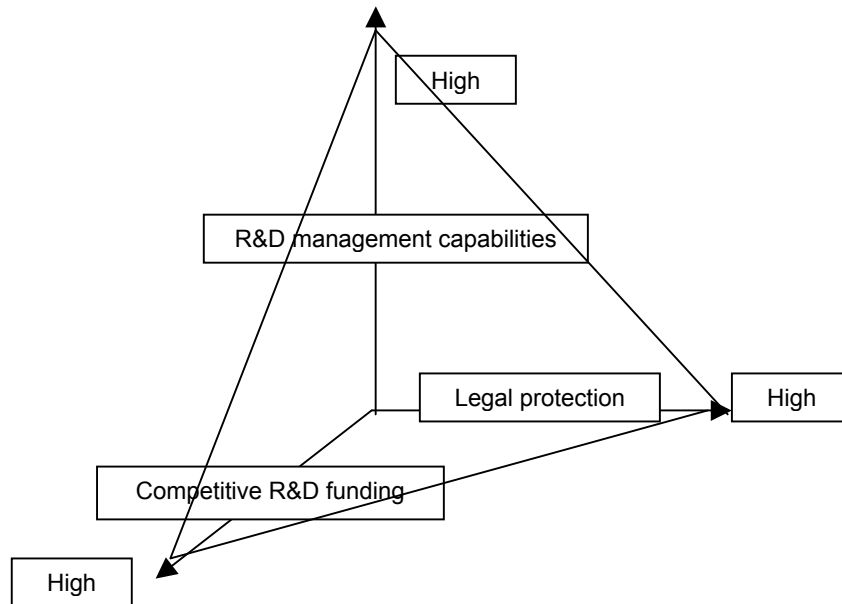 High
R&D management capabilities
Legal protection
High
Competitive R&D funding
High